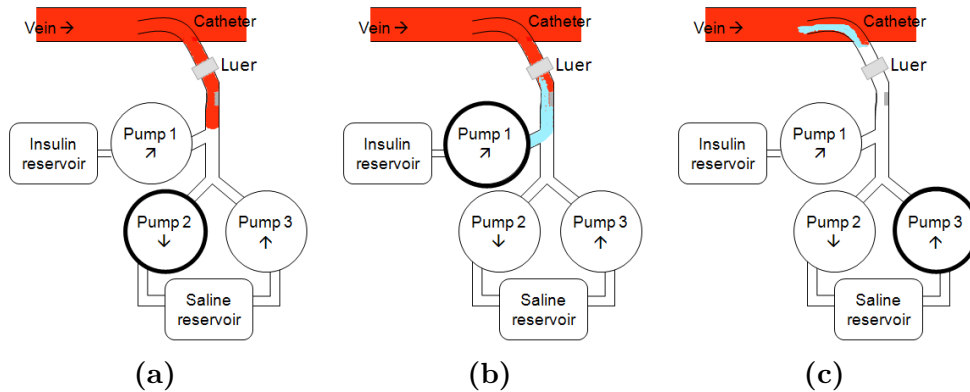 Vein →
Catheter
Luer
Insulin
reservoir
Pump 1
↗
Pump 2
↓
Pump 3
↑
Saline
reservoir
(a)
Vein →
Catheter
Luer
Insulin
reservoir
Pump 1
↗
Pump 2
↓
Pump 3
↑
Saline
reservoir
(b)
Vein →
Catheter
Luer
Insulin
reservoir
Pump 1
↗
Pump 2
↓
Pump 3
↑
Saline
reservoir
(c)